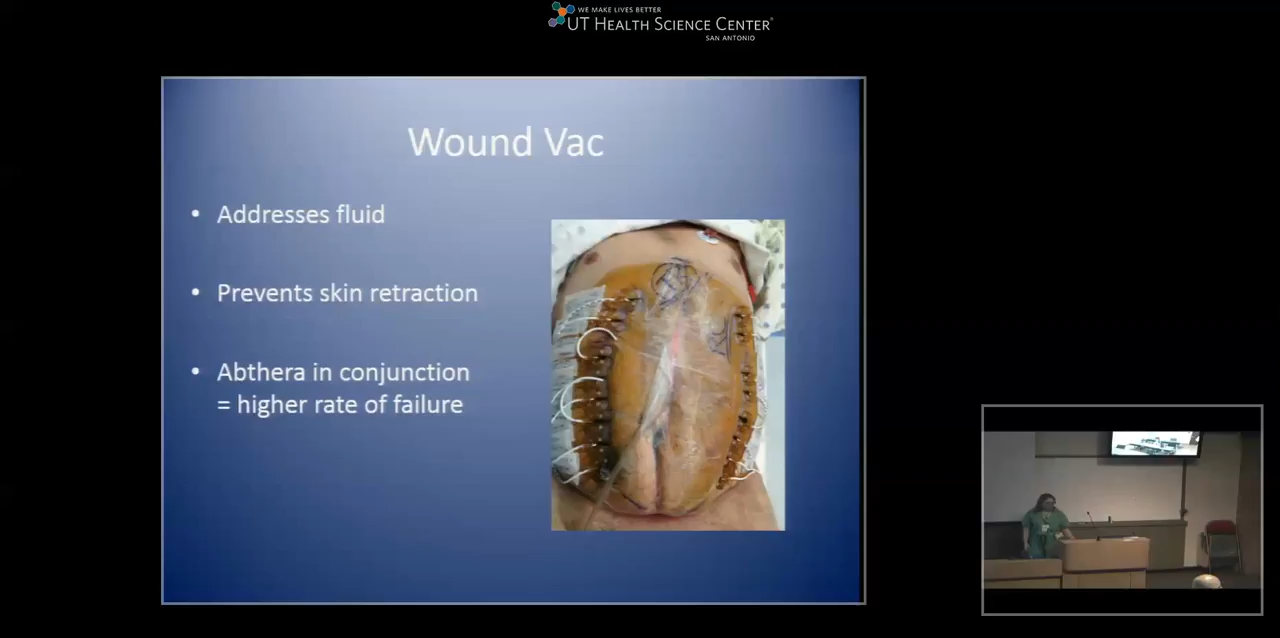 WE MAKE LIVES BETTER
UT HEALTH SCIENCE CENTER®
SAN ANTONIO
Wound Vac
• Addresses fluid
• Prevents skin retraction
• Abthera in conjunction
= higher rate of failure